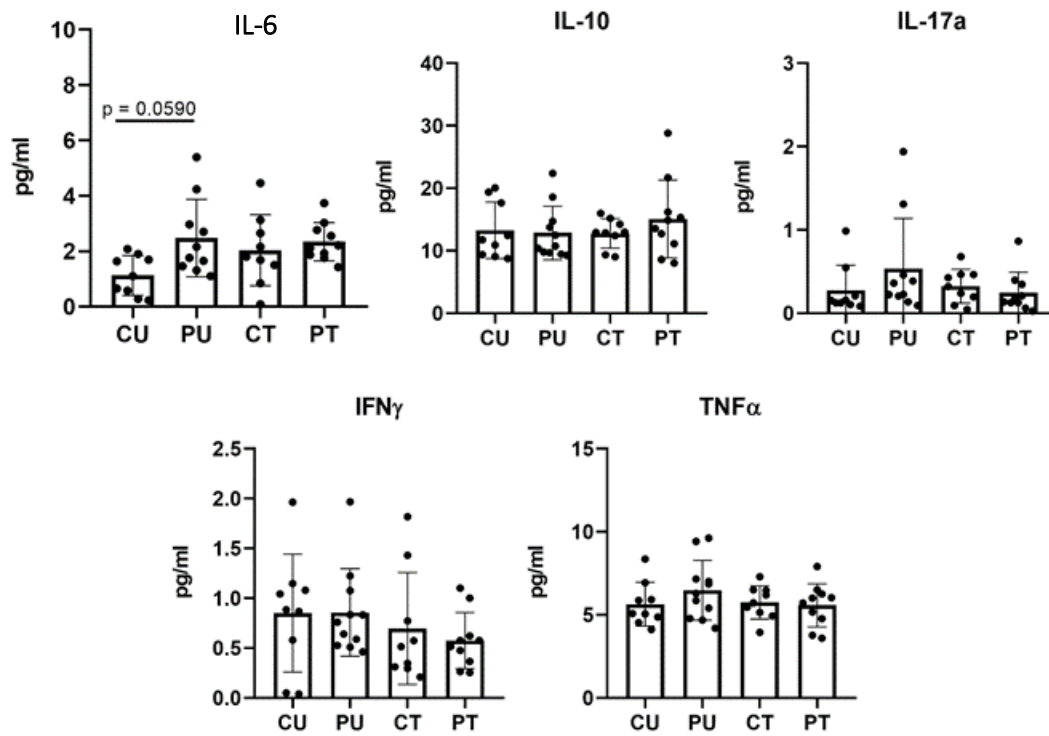 IL-6
10
8
p = 0.0590
6
4
2
0
pg/ml
CU PU CT PT
IL-10
40
30
20
10
0
pg/ml
CU PU CT PT
IL-17a
3
2
1
0
pg/ml
CU PU CT PT
IFNγ
2.5
2.0
1.5
1.0
0.5
0.0
pg/ml
CU PU CT PT
TNFα
15
10
5
0
pg/ml
CU PU CT PT